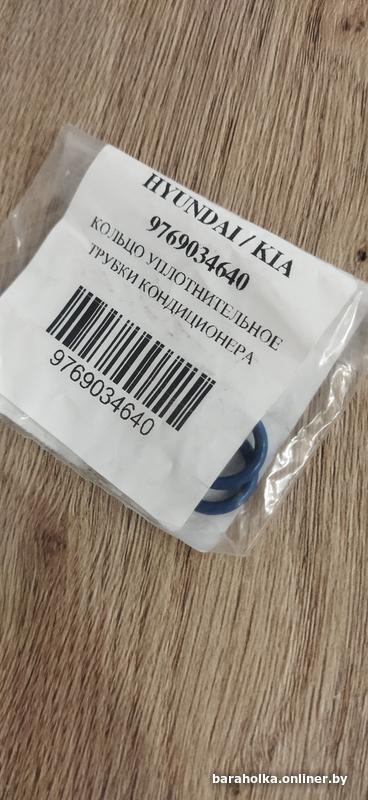 HYUNDAI / KIA
9769034640
КОЛЬЦО УПЛОТНИТЕЛЬНОЕ
ТРУБКИ КОНДИЦИОНЕРА
9769034640
baraholka.onliner.by